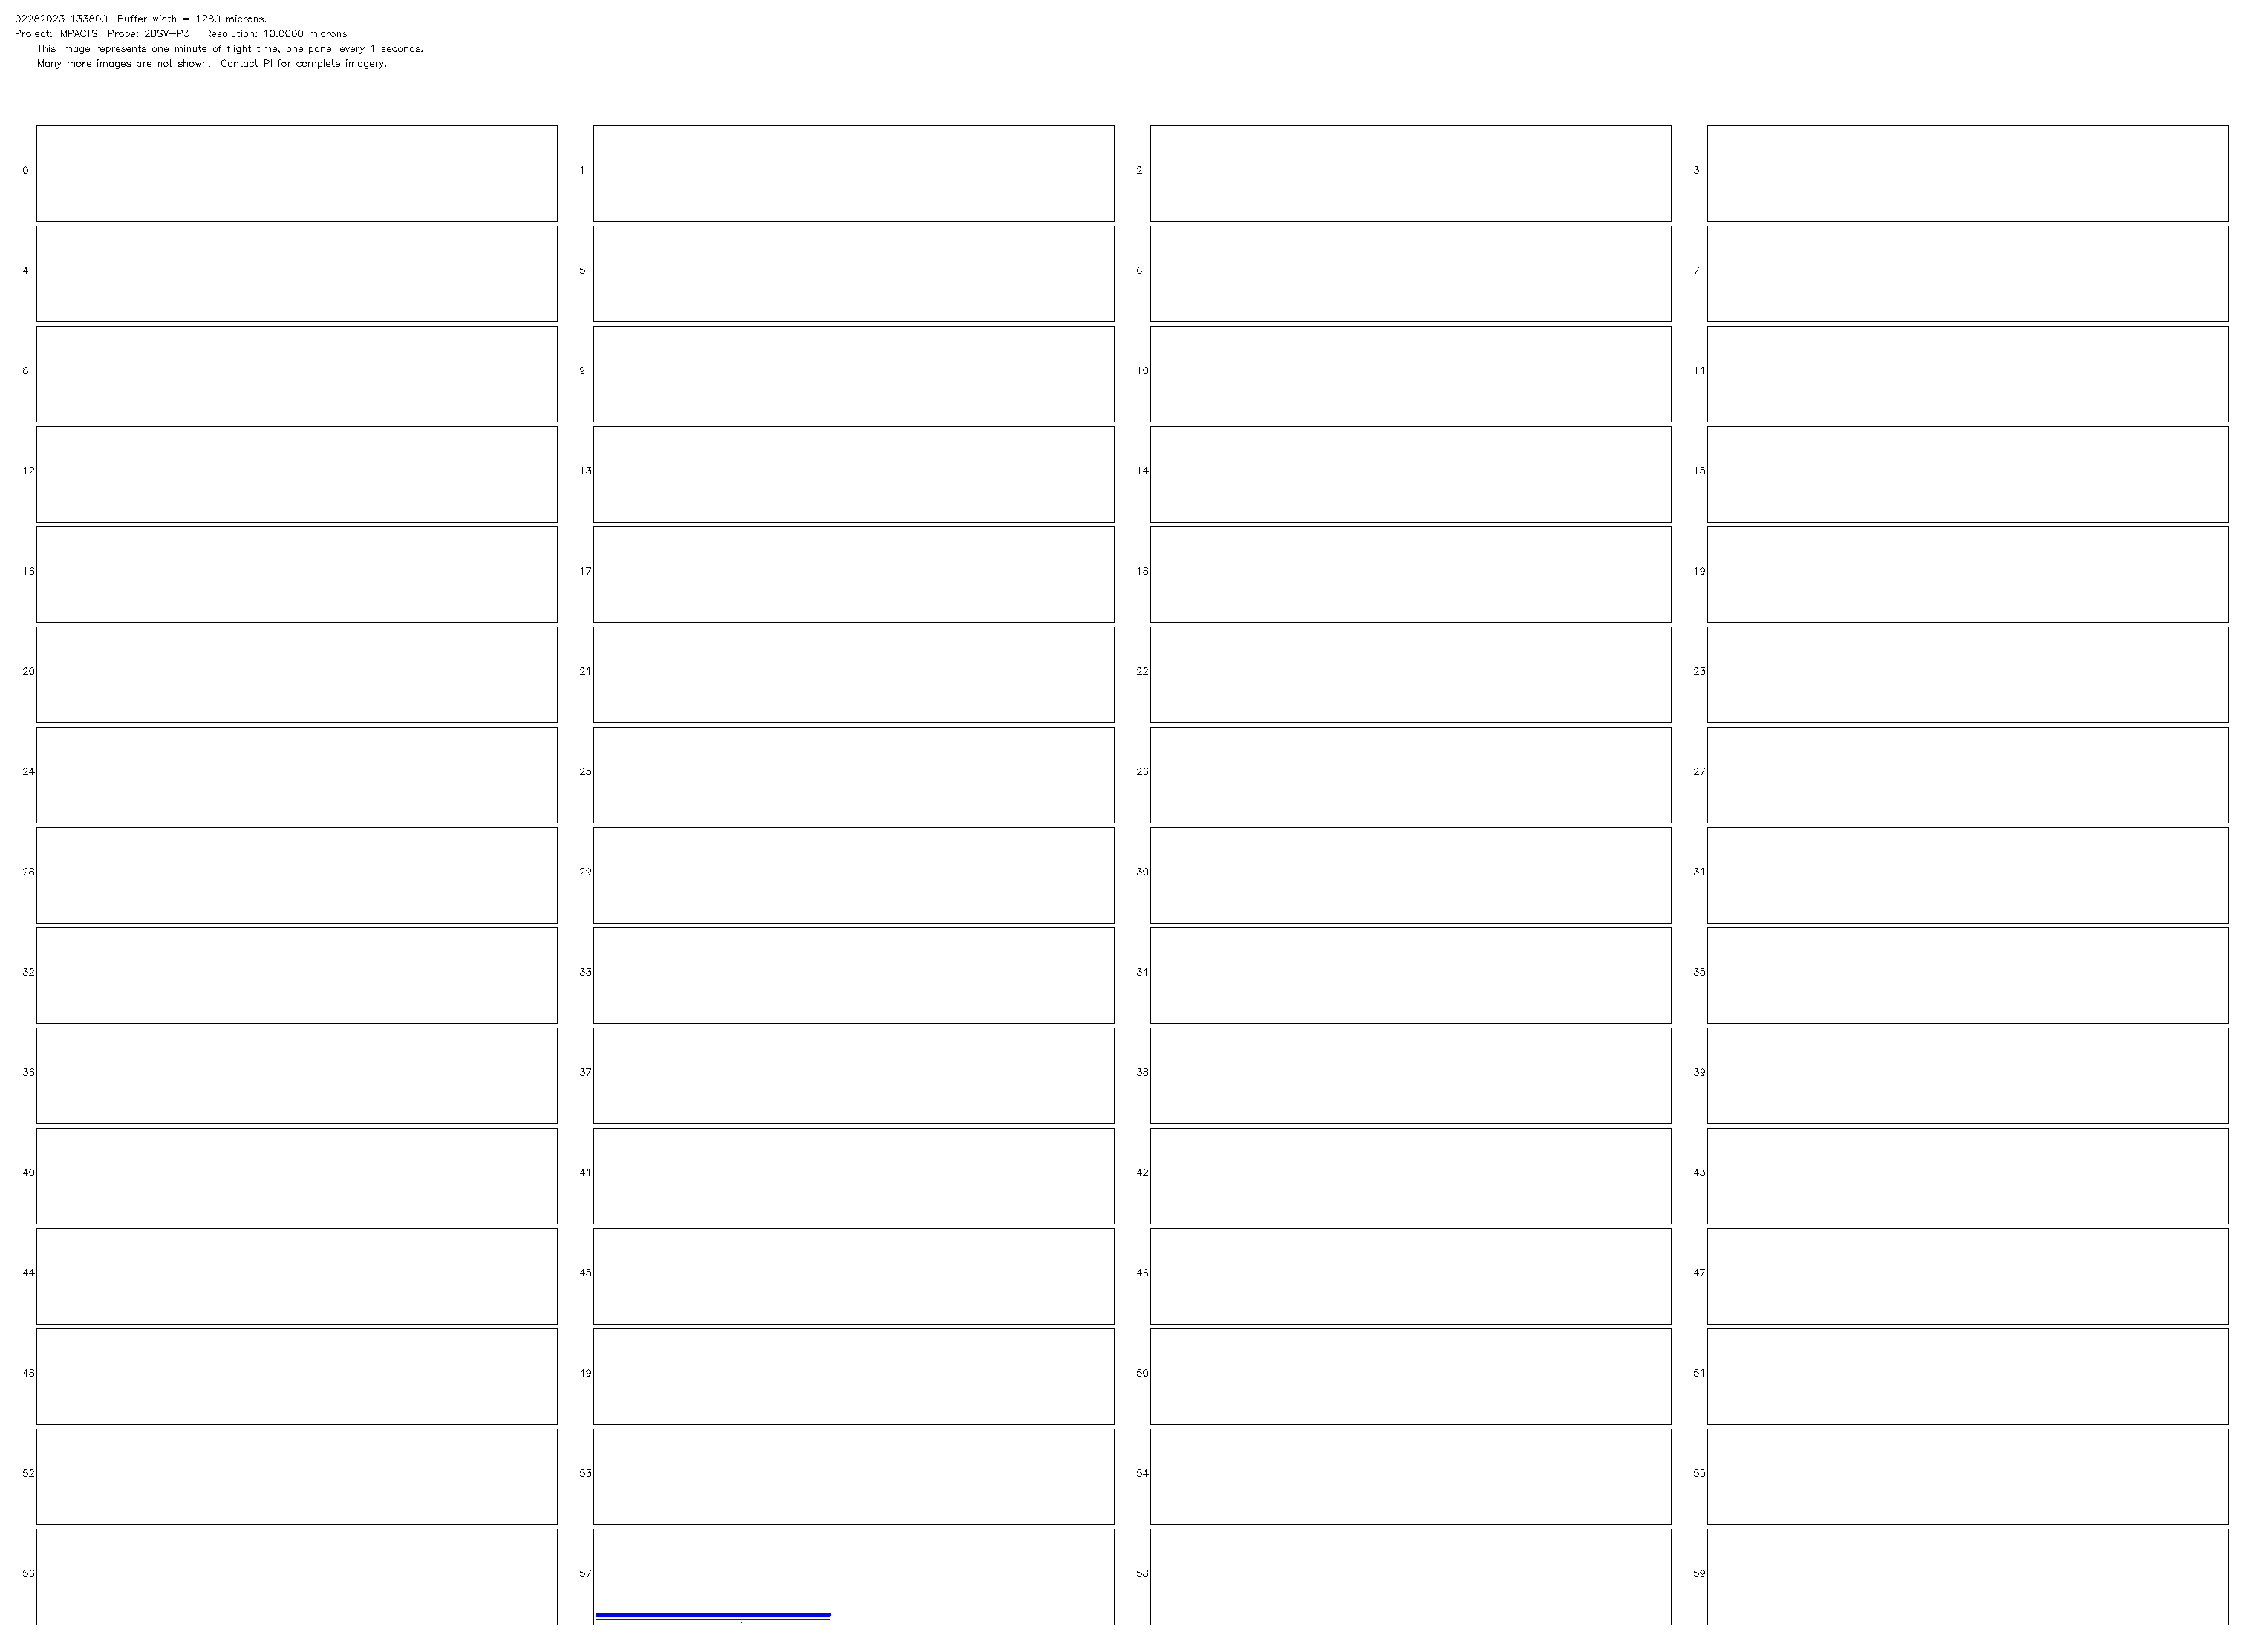 02282023 133800 Buffer width = 1280 microns.
Project: IMPACTS Probe: 2DSV-P3 Resolution: 10.0000 microns
This image represents one minute of flight time, one panel every 1 seconds.
Many more images are not shown. Contact PI for complete imagery.
0 1 2 3
4 5 6 7
8 9 10 11
12 13 14 15
16 17 18 19
20 21 22 23
24 25 26 27
28 29 30 31
32 33 34 35
36 37 38 39
40 41 42 43
44 45 46 47
48 49 50 51
52 53 54 55
56 57 58 59